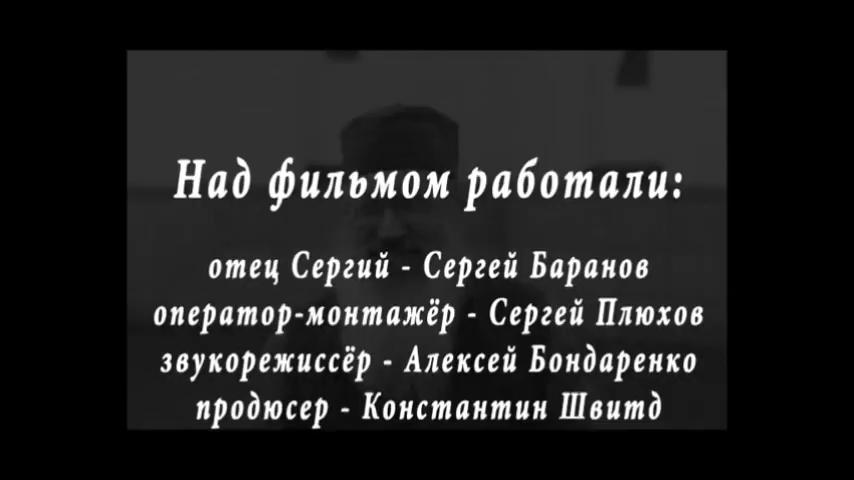 Над фильмом работали:
отец Сергий - Сергей Баранов
оператор-монтажёр - Сергей Плюхов
звукорежиссёр - Алексей Бондаренко
продюсер - Константин Швитд